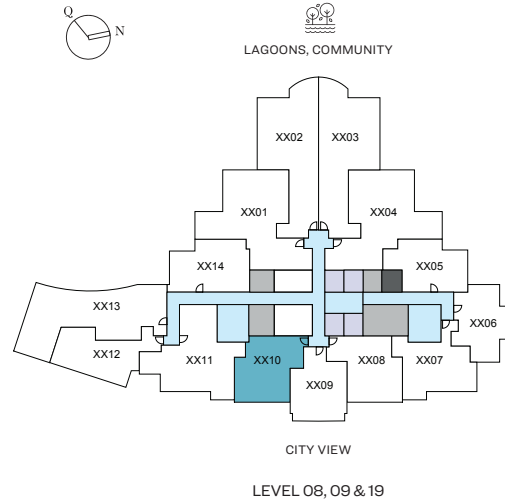 Q
N
LAGOONS, COMMUNITY
XX02
XX03
XX01
XX04
XX14
XX05
XX13
XX06
XX12
XX11
XX10
XX08
XX07
XX09
CITY VIEW
LEVEL 08, 09 & 19